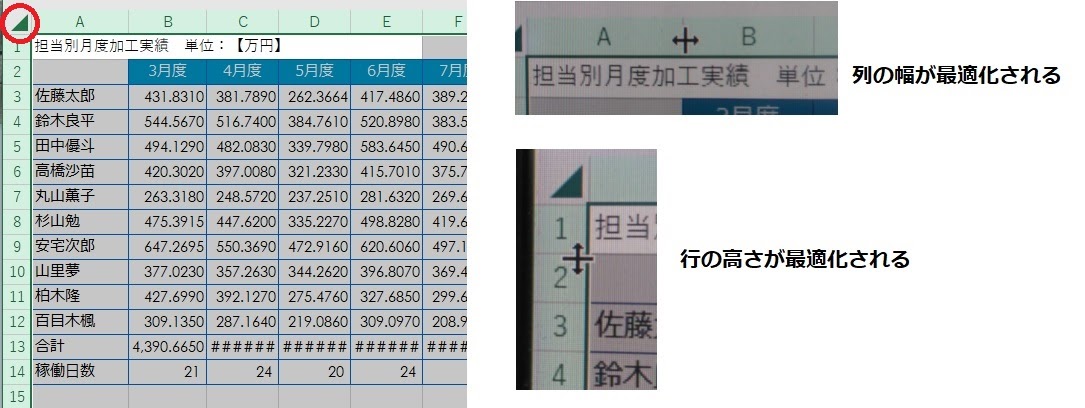 A B C D E F
1 担当別月度加工実績 単位：【万円】
2 3月度 4月度 5月度 6月度 7月
3 佐藤太郎 431.8310 381.7890 262.3664 417.4860 389.2
4 鈴木良平 544.5670 516.7400 384.7610 520.8980 383.5
5 田中優斗 494.1290 482.0830 339.7980 583.6450 490.6
6 高橋沙苗 420.3020 397.0080 321.2330 415.7010 375.7
7 丸山薫子 263.3180 248.5720 237.2510 281.6320 269.6
8 杉山勉 475.3915 447.6200 335.2270 498.8280 419.6
9 安宅次郎 647.2695 550.3690 472.9160 620.6060 497.1
10 山里夢 377.0230 357.2630 344.2620 396.8070 369.4
11 柏木隆 427.6990 392.1270 275.4760 327.6850 299.6
12 百目木楓 309.1350 287.1640 219.0860 309.0970 208.9
13 合計 4,390.6650 ###### ###### ###### ####
14 稼働日数 21 24 20 24
15
A B
担当別月度加工実績 単位：
3月度
列の幅が最適化される
1 担当
2
3 佐藤
4 鈴木
行の高さが最適化される